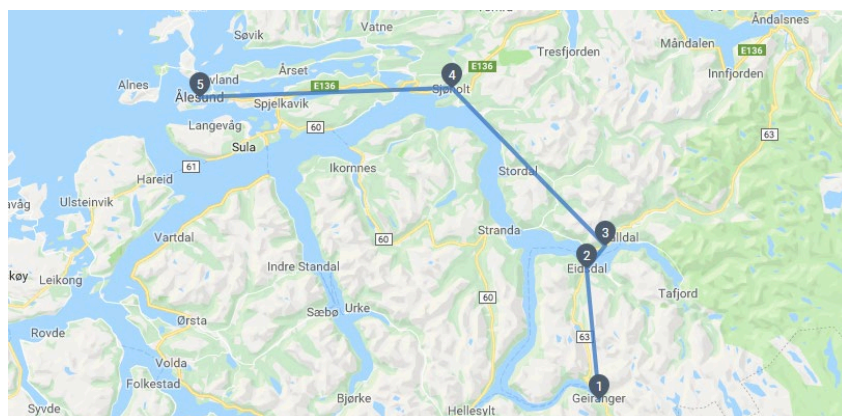 Vatne
Søvik
Åndalsnes
Måndalen
E136
Tresfjorden
Innfjorden
4
E136
Årset
E136
Alnes
5
Ålesund
Sjøholt
Spjelkavik
Langevåg
60
63
Sula
61
Ikornnes
Stordal
Hareid
Ulsteinvik
Vartdal
60
Stranda
3
2
Eidsdal
Indre Standal
Leikong
Tafjord
60
Sæbø
Urke
Ørsta
Rovde
63
Volda
Folkestad
1
Geiranger
Bjørke
Hellesylt
Syvde